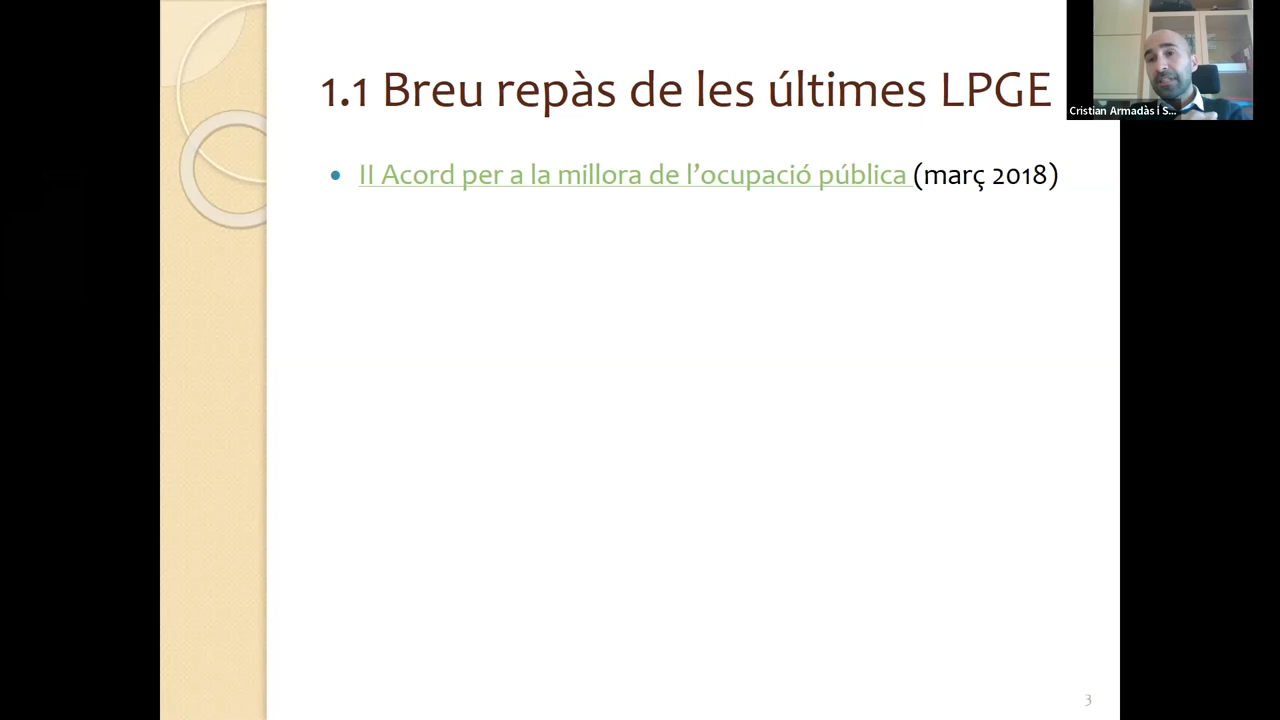 1.1 Breu repàs de les últimes LPGE
• II Acord per a la millora de l’ocupació pública (març 2018)
Cristian Armadàs i S...
3